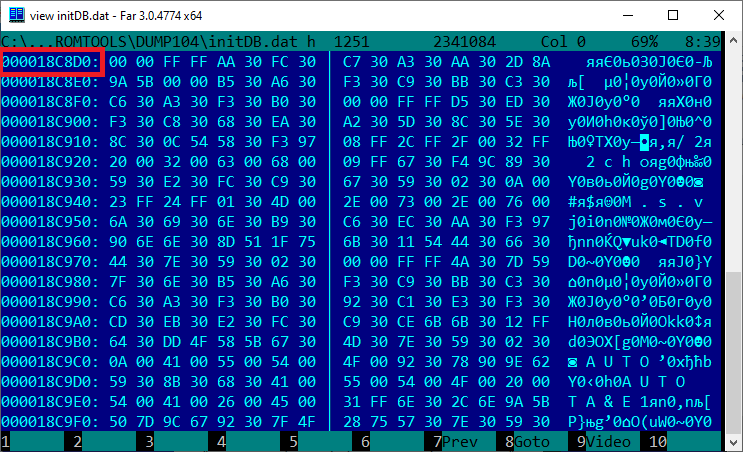 view initDB.dat - Far 3.0.4774 x64
C:\...ROMTOOLS\DUMP104\initDB.dat h 1251 2341084 Col 0 69% 8:39
000018C8D0: 00 00 FF FF AA 30 FC 30 │ C7 30 A3 30 AA 30 2D 8A   яяЄ0ь0З0Ј0Є0-Љ
000018C8E0: 9A 5B 00 00 B5 30 A6 30 │ F3 30 C9 30 BB 30 C3 30 љ[  µ0¦0у0Й0»0Г0
000018C8F0: C6 30 A3 30 F3 30 B0 30 │ 00 00 FF FF D5 30 ED 30 Ж0Ј0у0°0  яяХ0н0
000018C900: F3 30 C8 30 68 30 EA 30 │ A2 30 5D 30 8C 30 5E 30 у0И0h0к0ў0]0Њ0^0
000018C910: 8C 30 0C 54 58 30 F3 97 │ 08 FF 2C FF 2F 00 32 FF Њ0♀TX0у—◘я,я/ 2я
000018C920: 20 00 32 00 63 00 68 00 │ 09 FF 67 30 F4 9C 89 30   2 c h ○яg0фњ‰0
000018C930: 59 30 E2 30 FC 30 C9 30 │ 67 30 59 30 02 30 0A 00 Y0в0ь0Й0g0Y0☻0◙
000018C940: 23 FF 24 FF 01 30 4D 00 │ 2E 00 73 00 2E 00 76 00 #я$я☺0M . s . v
000018C950: 6A 30 69 30 6E 30 B9 30 │ C6 30 EC 30 AA 30 F3 97 j0i0n0№0Ж0м0Є0у—
000018C960: 90 6E 6E 30 8D 51 1F 75 │ 6B 30 11 54 44 30 66 30 ђnn0ЌQ▼uk0◄TD0f0
000018C970: 44 30 7E 30 59 30 02 30 │ 00 00 FF FF 4A 30 7D 59 D0~0Y0☻0  яяJ0}Y
000018C980: 7F 30 6E 30 B5 30 A6 30 │ F3 30 C9 30 BB 30 C3 30 ⌂0n0µ0¦0у0Й0»0Г0
000018C990: C6 30 A3 30 F3 30 B0 30 │ 92 30 C1 30 E3 30 F3 30 Ж0Ј0у0°0’0Б0г0у0
000018C9A0: CD 30 EB 30 E2 30 FC 30 │ C9 30 CE 6B 6B 30 12 FF Н0л0в0ь0Й0Оkk0↕я
000018C9B0: 64 30 DD 4F 58 5B 67 30 │ 4D 30 7E 30 59 30 02 30 d0ЭOX[g0M0~0Y0☻0
000018C9C0: 0A 00 41 00 55 00 54 00 │ 4F 00 92 30 78 90 9E 62 ◙ A U T O ’0xђћb
000018C9D0: 59 30 8B 30 68 30 41 00 │ 55 00 54 00 4F 00 20 00 Y0‹0h0A U T O
000018C9E0: 54 00 41 00 26 00 45 00 │ 31 FF 6E 30 2C 6E 9A 5B T A & E 1яn0,nљ[
000018C9F0: 50 7D 9C 67 92 30 7F 4F │ 28 75 57 30 7E 30 59 30 P}њg’0⌂O(uW0~0Y0
1 2 3 4 5 6 7Prev 8Goto 9Video 10